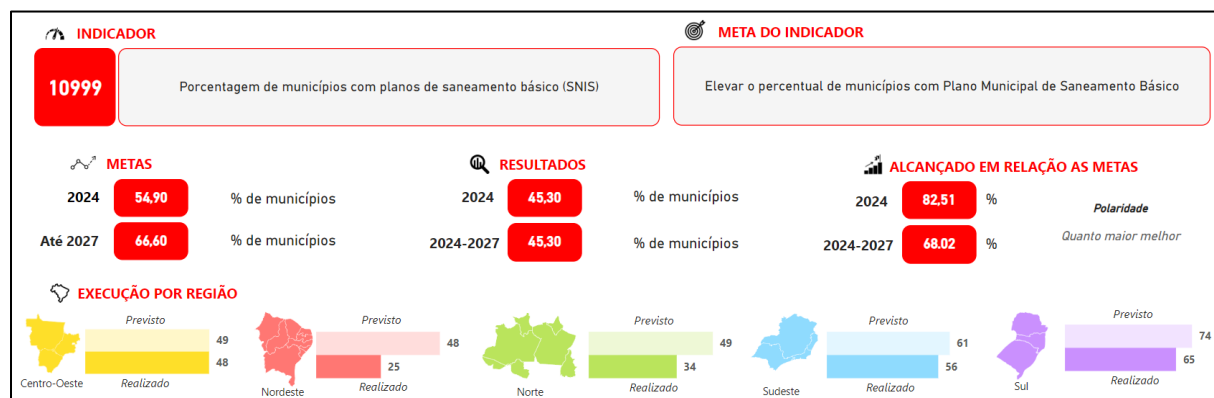 INDICADOR
META DO INDICADOR
10999
Porcentagem de municípios com planos de saneamento básico (SNIS)
Elevar o percentual de municípios com Plano Municipal de Saneamento Básico
METAS
2024 54,90 % de municípios
Até 2027 66,60 % de municípios
RESULTADOS
2024 45,30 % de municípios
2024-2027 45,30 % de municípios
ALCANÇADO EM RELAÇÃO AS METAS
2024 82,51 %
2024-2027 68.02 %
Polaridade
Quanto maior melhor
EXECUÇÃO POR REGIÃO
Centro-Oeste
Previsto
49
48
Realizado
Nordeste
Previsto
48
25
Realizado
Norte
Previsto
49
34
Realizado
Sudeste
Previsto
61
56
Realizado
Sul
Previsto
74
65
Realizado